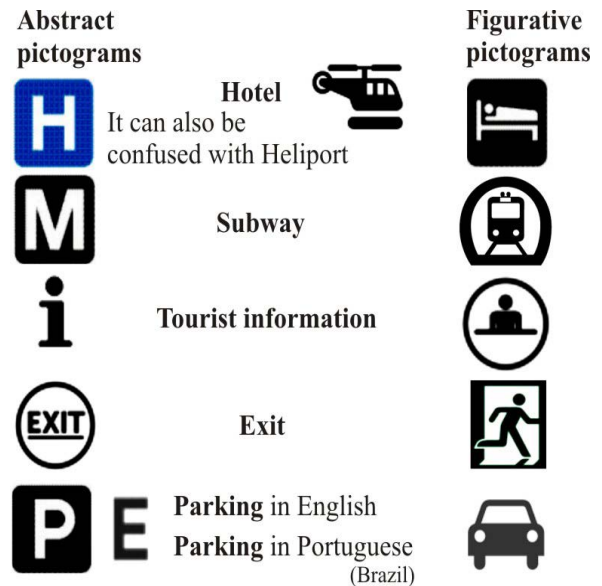 Abstract
pictograms
Figurative
pictograms
H
Hotel
It can also be
confused with Heliport
M
Subway
i
Tourist information
EXIT
Exit
P
E
Parking in English
Parking in Portuguese
(Brazil)